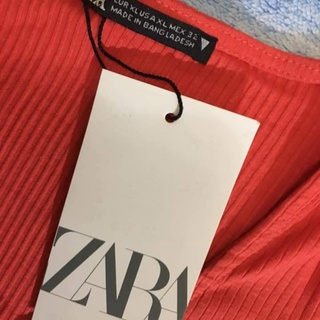 EUR XL USA XL MEX 32
MADE IN BANGLADESH
ZARA